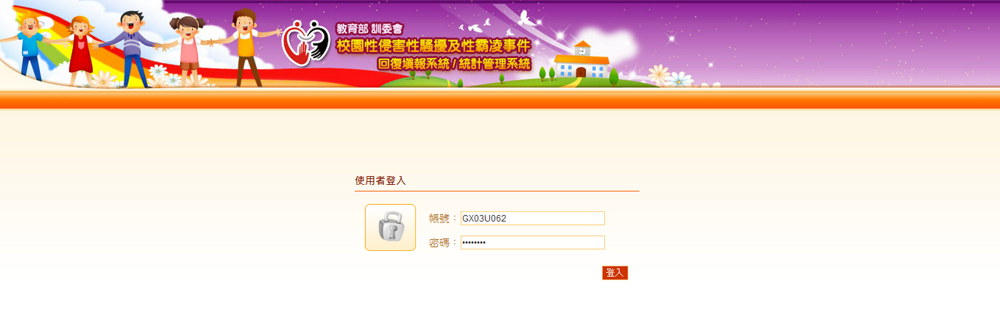 教育部 訓委會
校園性侵害性騷擾及性霸凌事件
回復填報系統 / 統計管理系統
使用者登入
帳號：GX03U062
密碼：••••••••
登入